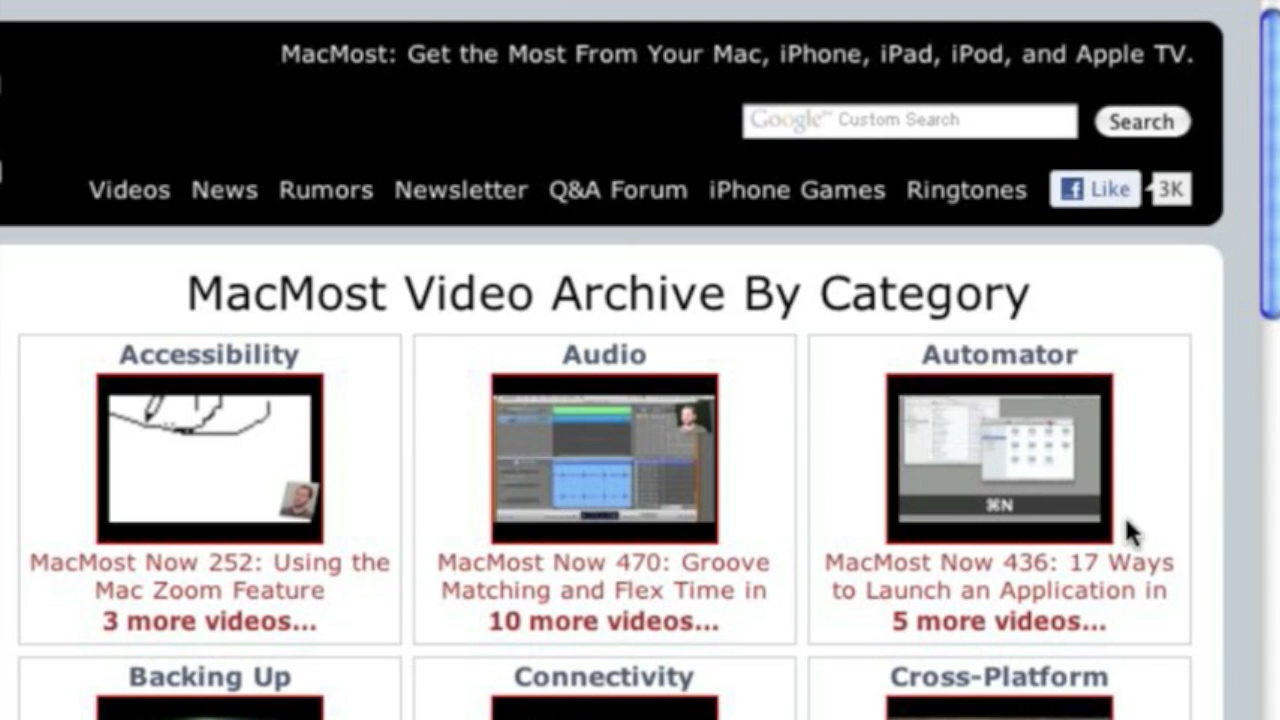 MacMost: Get the Most From Your Mac, iPhone, iPad, iPod, and Apple TV.
Google™ Custom Search
Search
Videos News Rumors Newsletter Q&A Forum iPhone Games Ringtones Like 3K
MacMost Video Archive By Category
Accessibility
MacMost Now 252: Using the
Mac Zoom Feature
3 more videos...
Audio
MacMost Now 470: Groove
Matching and Flex Time in
10 more videos...
Automator
⌘N
MacMost Now 436: 17 Ways
to Launch an Application in
5 more videos...
Backing Up
Connectivity
Cross-Platform